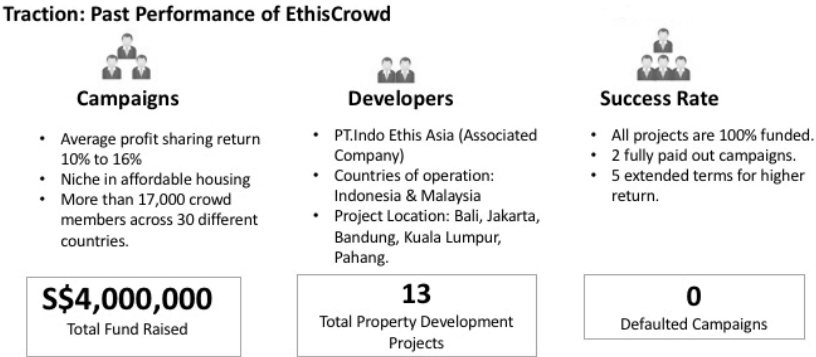 Traction: Past Performance of EthisCrowd
Campaigns
• Average profit sharing return
10% to 16%
• Niche in affordable housing
• More than 17,000 crowd
members across 30 different
countries.
S$4,000,000
Total Fund Raised
Developers
• PT.Indo Ethis Asia (Associated
Company)
• Countries of operation:
Indonesia & Malaysia
• Project Location: Bali, Jakarta,
Bandung, Kuala Lumpur,
Pahang.
13
Total Property Development
Projects
Success Rate
• All projects are 100% funded.
• 2 fully paid out campaigns.
• 5 extended terms for higher
return.
0
Defaulted Campaigns